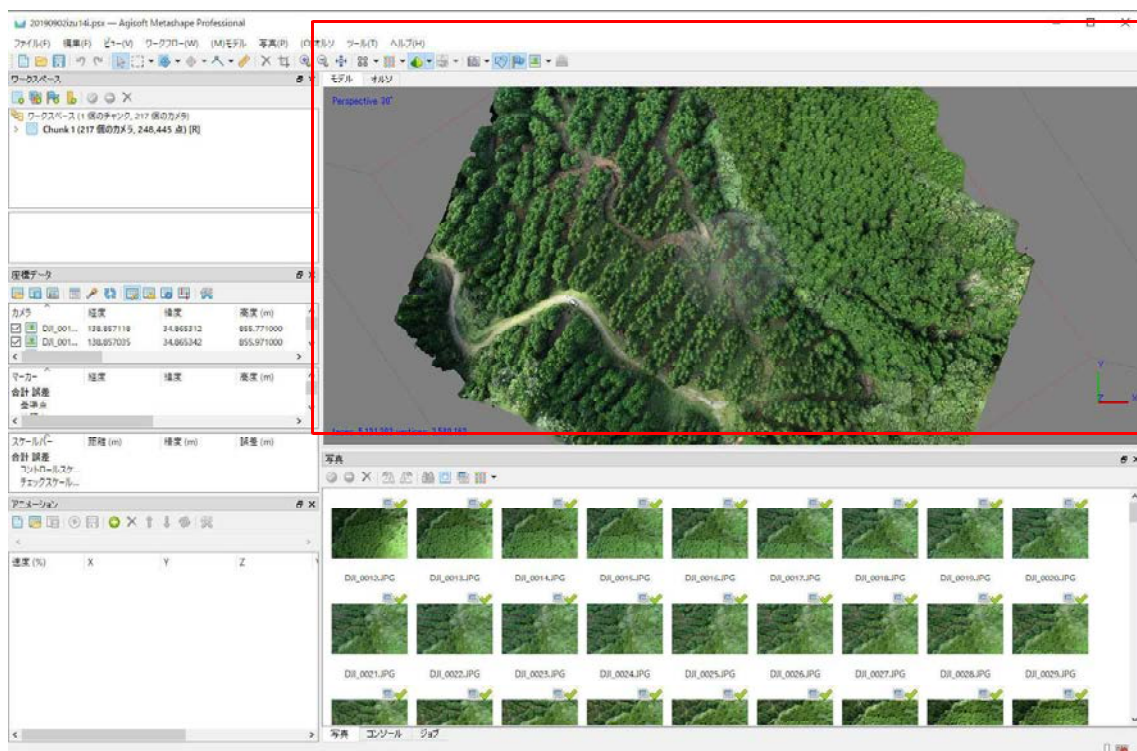 20190902izu14i.psx — Agisoft Metashape Professional
ファイル(F) 編集(E) ビュー(V) ワークフロー(W) (M)モデル 写真(P) (O)オルソ ツール(T) ヘルプ(H)
ワークスペース
モデル オルソ
Perspective 30°
ワークスペース (1 個のチャンク, 217 個のカメラ)
Chunk 1 (217 個のカメラ, 248,445 点) [R]
座標データ
カメラ 経度 緯度 高度 (m)
DJI_001... 138.857118 34.865312 855.771000
DJI_001... 138.857035 34.865342 855.971000
マーカー 経度 緯度 高度 (m)
合計 誤差
基準点
Y
Z X
スケールバー 距離 (m) 精度 (m) 誤差 (m)
合計 誤差
コントロールスケ...
チェックスケール...
写真
アニメーション
速度 (%) X Y Z
DJI_0012.JPG DJI_0013.JPG DJI_0014.JPG DJI_0015.JPG DJI_0016.JPG DJI_0017.JPG DJI_0018.JPG DJI_0019.JPG DJI_0020.JPG
DJI_0021.JPG DJI_0022.JPG DJI_0023.JPG DJI_0024.JPG DJI_0025.JPG DJI_0026.JPG DJI_0027.JPG DJI_0028.JPG DJI_0029.JPG
写真 コンソール ジョブ